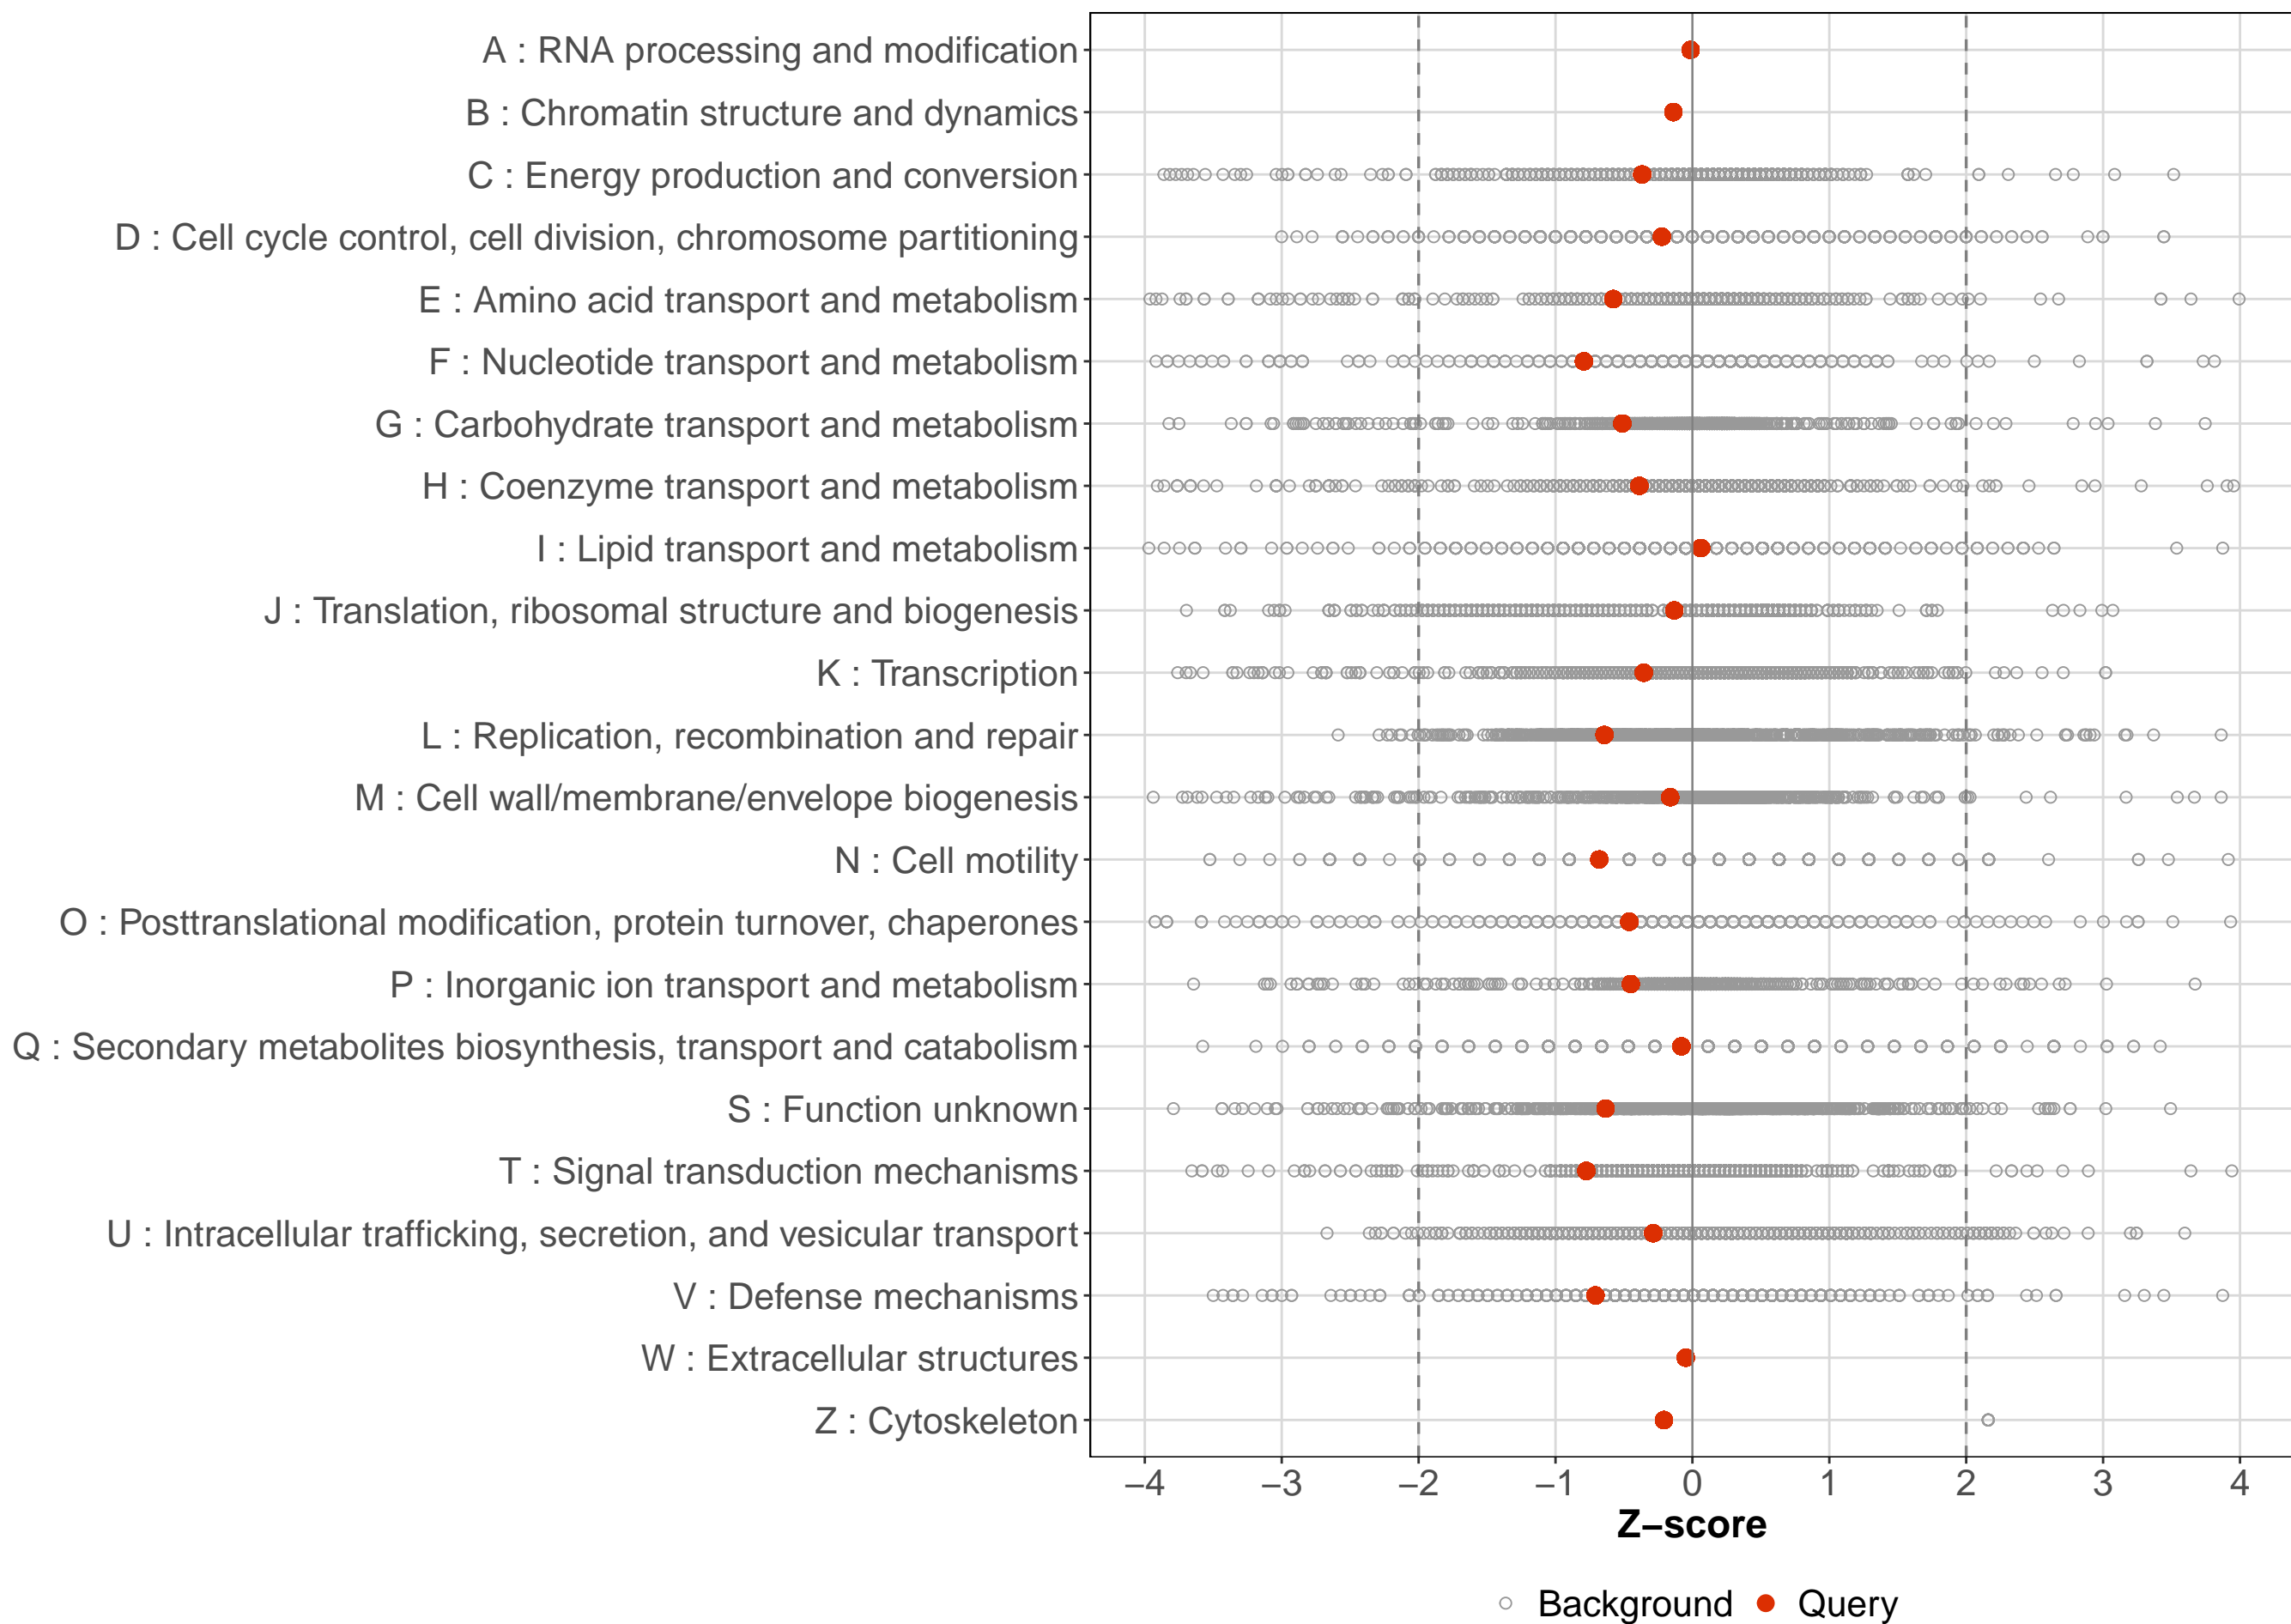 A : RNA processing and modification
B : Chromatin structure and dynamics
C : Energy production and conversion
D : Cell cycle control, cell division, chromosome partitioning
E : Amino acid transport and metabolism
F : Nucleotide transport and metabolism
G : Carbohydrate transport and metabolism
H : Coenzyme transport and metabolism
I : Lipid transport and metabolism
J : Translation, ribosomal structure and biogenesis
K : Transcription
L : Replication, recombination and repair
M : Cell wall/membrane/envelope biogenesis
N : Cell motility
O : Posttranslational modification, protein turnover, chaperones
P : Inorganic ion transport and metabolism
Q : Secondary metabolites biosynthesis, transport and catabolism
S : Function unknown
T : Signal transduction mechanisms
U : Intracellular trafficking, secretion, and vesicular transport
V : Defense mechanisms
W : Extracellular structures
Z : Cytoskeleton
−4 −3 −2 −1 0 1 2 3 4
Z−score
Background Query